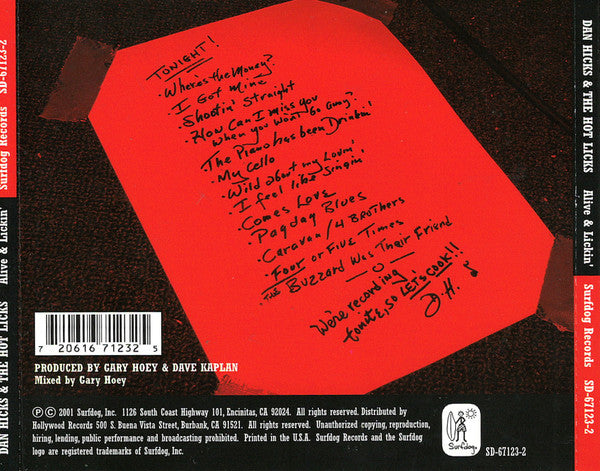 TONIGHT!
· Where's the Money?
· I Got Mine
· Shootin' Straight
· How Can I miss you
when you Won't Go Away?
· The Piano has been Drinkin'
· My Cello
· Wild about my Lovin'
· I feel like Singin'
· Comes Love
· Payday Blues
· Caravan/4 BROTHERS
· Four or Five Times
· THE BUZZARD Was Their Friend
—o—
We're recording
tonite, so LET'S COOK!!
D.H.
7 20616 71232 5
PRODUCED BY GARY HOEY & DAVE KAPLAN
Mixed by Gary Hoey
Ⓟ © 2001 Surfdog, Inc. 1126 South Coast Highway 101, Encinitas, CA 92024. All rights reserved. Distributed by
Hollywood Records 500 S. Buena Vista Street, Burbank, CA 91521. All rights reserved. Unauthorized copying, reproduction,
hiring, lending, public performance and broadcasting prohibited. Printed in the U.S.A. Surfdog Records and the Surfdog
logo are registered trademarks of Surfdog, Inc.
Surfdog
SD-67123-2
DAN HICKS & THE HOT LICKS Alive & Lickin' Surfdog Records SD-67123-2
DAN HICKS & THE HOT LICKS Alive & Lickin' Surfdog Records SD-67123-2